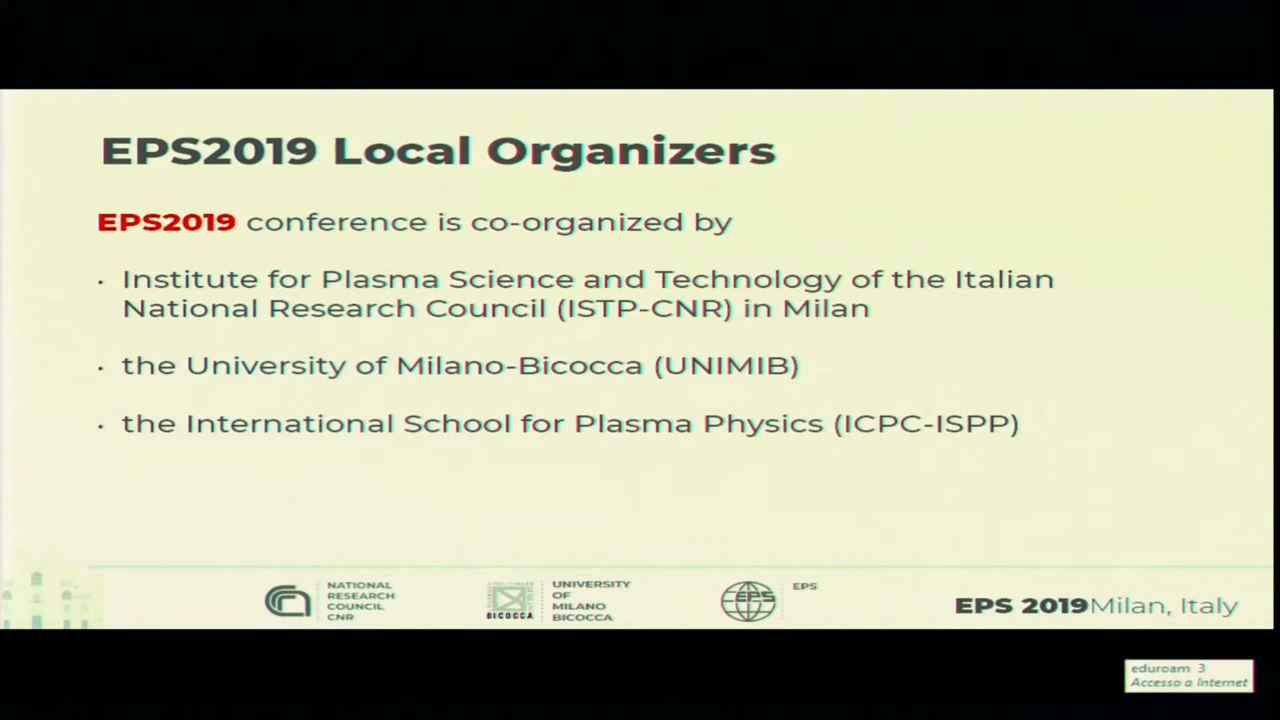 EPS2019 Local Organizers
EPS2019 conference is co-organized by
• Institute for Plasma Science and Technology of the Italian
National Research Council (ISTP-CNR) in Milan
• the University of Milano-Bicocca (UNIMIB)
• the International School for Plasma Physics (ICPC-ISPP)
NATIONAL
RESEARCH
COUNCIL
CNR
BICOCCA
UNIVERSITY
OF
MILANO
BICOCCA
EPS
EPS
EPS 2019 Milan, Italy
eduroam 3
Accesso a Internet